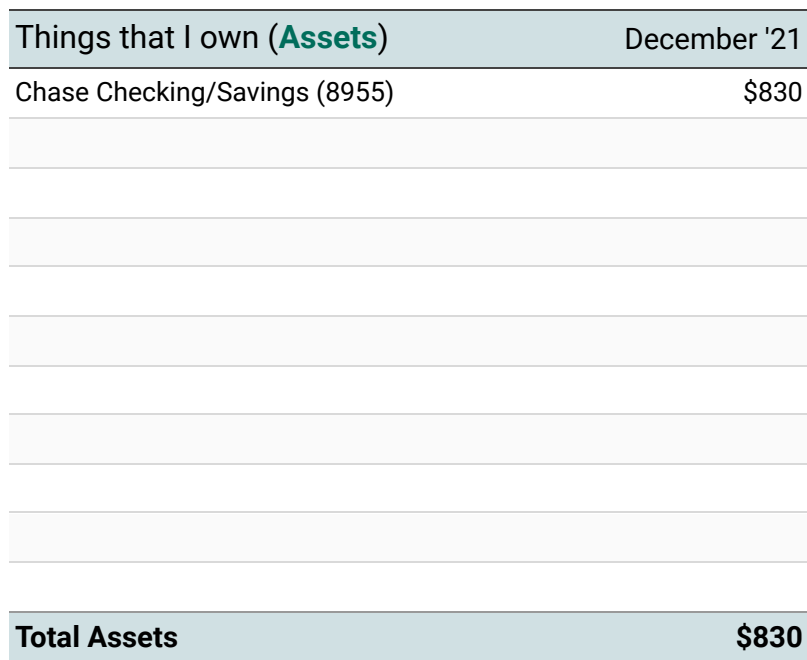 Things that I own (Assets) December '21
Chase Checking/Savings (8955) $830
Total Assets $830